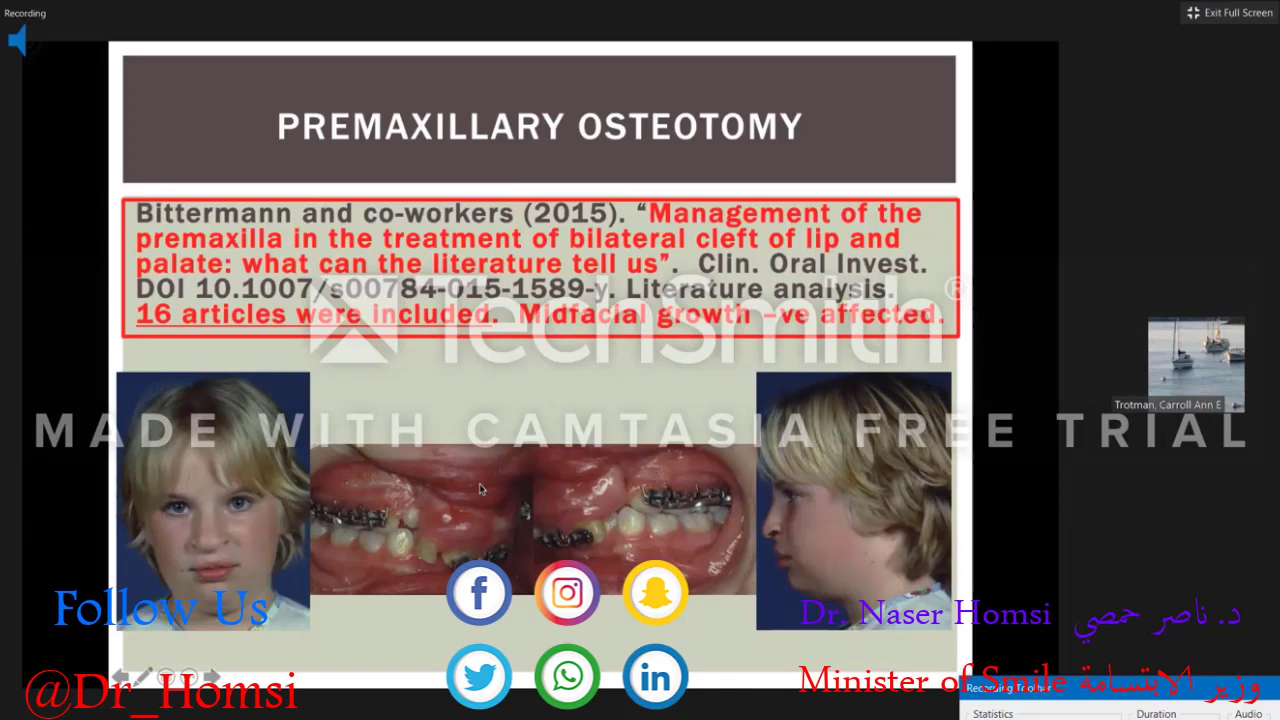 Recording
Exit Full Screen
PREMAXILLARY OSTEOTOMY
Bittermann and co-workers (2015). “Management of the
premaxilla in the treatment of bilateral cleft of lip and
palate: what can the literature tell us”. Clin. Oral Invest.
DOI 10.1007/s00784-015-1589-y. Literature analysis.
16 articles were included. Midfacial growth –ve affected.
TechSmith®
MADE WITH CAMTASIA FREE TRIAL
Trotman, Carroll Ann E
Follow Us
@Dr_Homsi
Dr. Naser Homsi د. ناصر حمصي
Minister of Smile وزير الابتسامة
Recording Toolbar
Statistics Duration Audio